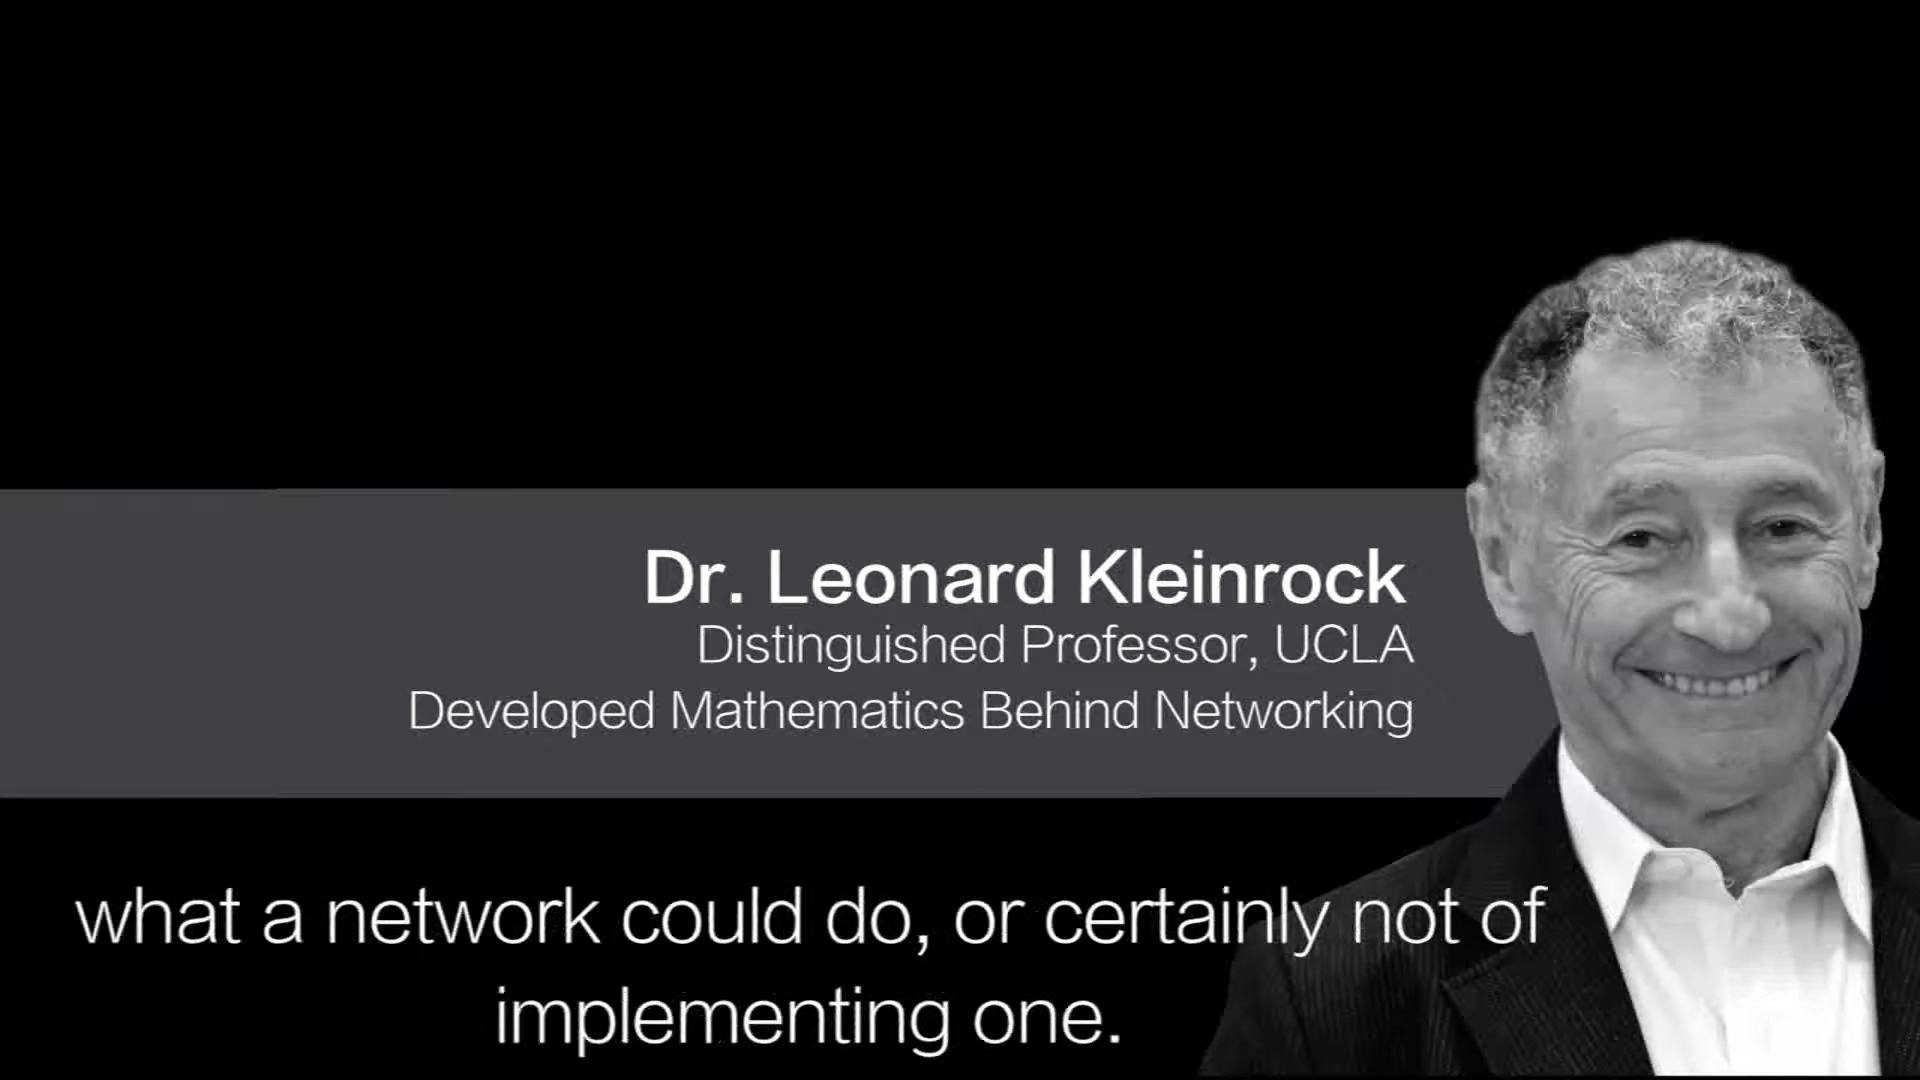 Dr. Leonard Kleinrock
Distinguished Professor, UCLA
Developed Mathematics Behind Networking
what a network could do, or certainly not of
implementing one.